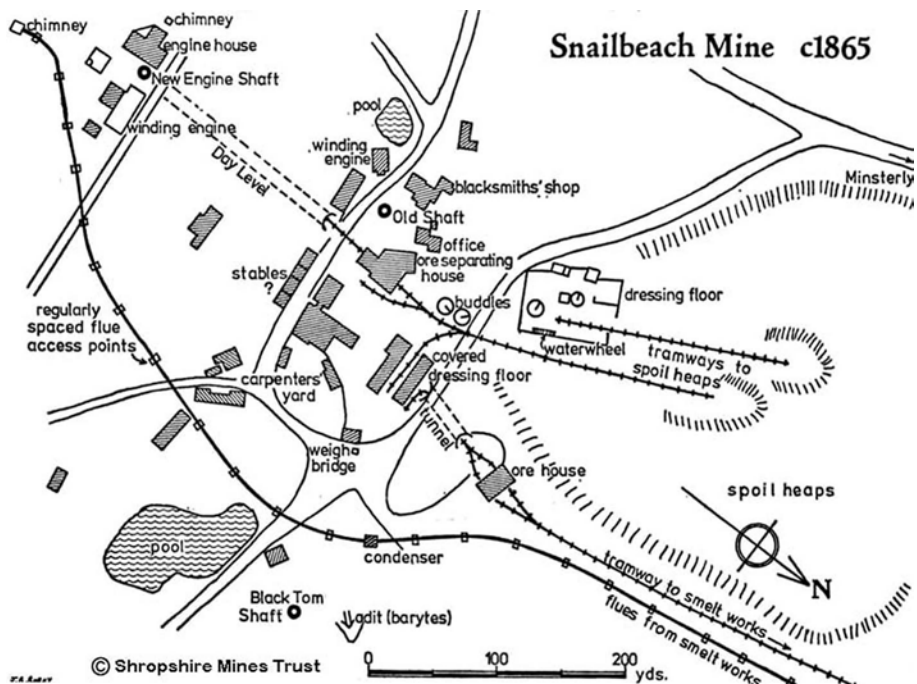 Snailbeach Mine c1865
chimney
chimney
engine house
New Engine Shaft
winding engine
Day Level
pool
winding
engine
blacksmiths' shop
Old Shaft
office
ore separating
house
Minsterly
stables
?
buddles
dressing floor
waterwheel
tramways to
spoil heaps
regularly
spaced flue
access points
carpenters'
yard
covered
dressing floor
tunnel
weigh
bridge
ore house
spoil heaps
N
pool
condenser
tramway to smelt works
flues from smelt works
Black Tom
Shaft
adit (barytes)
© Shropshire Mines Trust
0 100 200
yds.